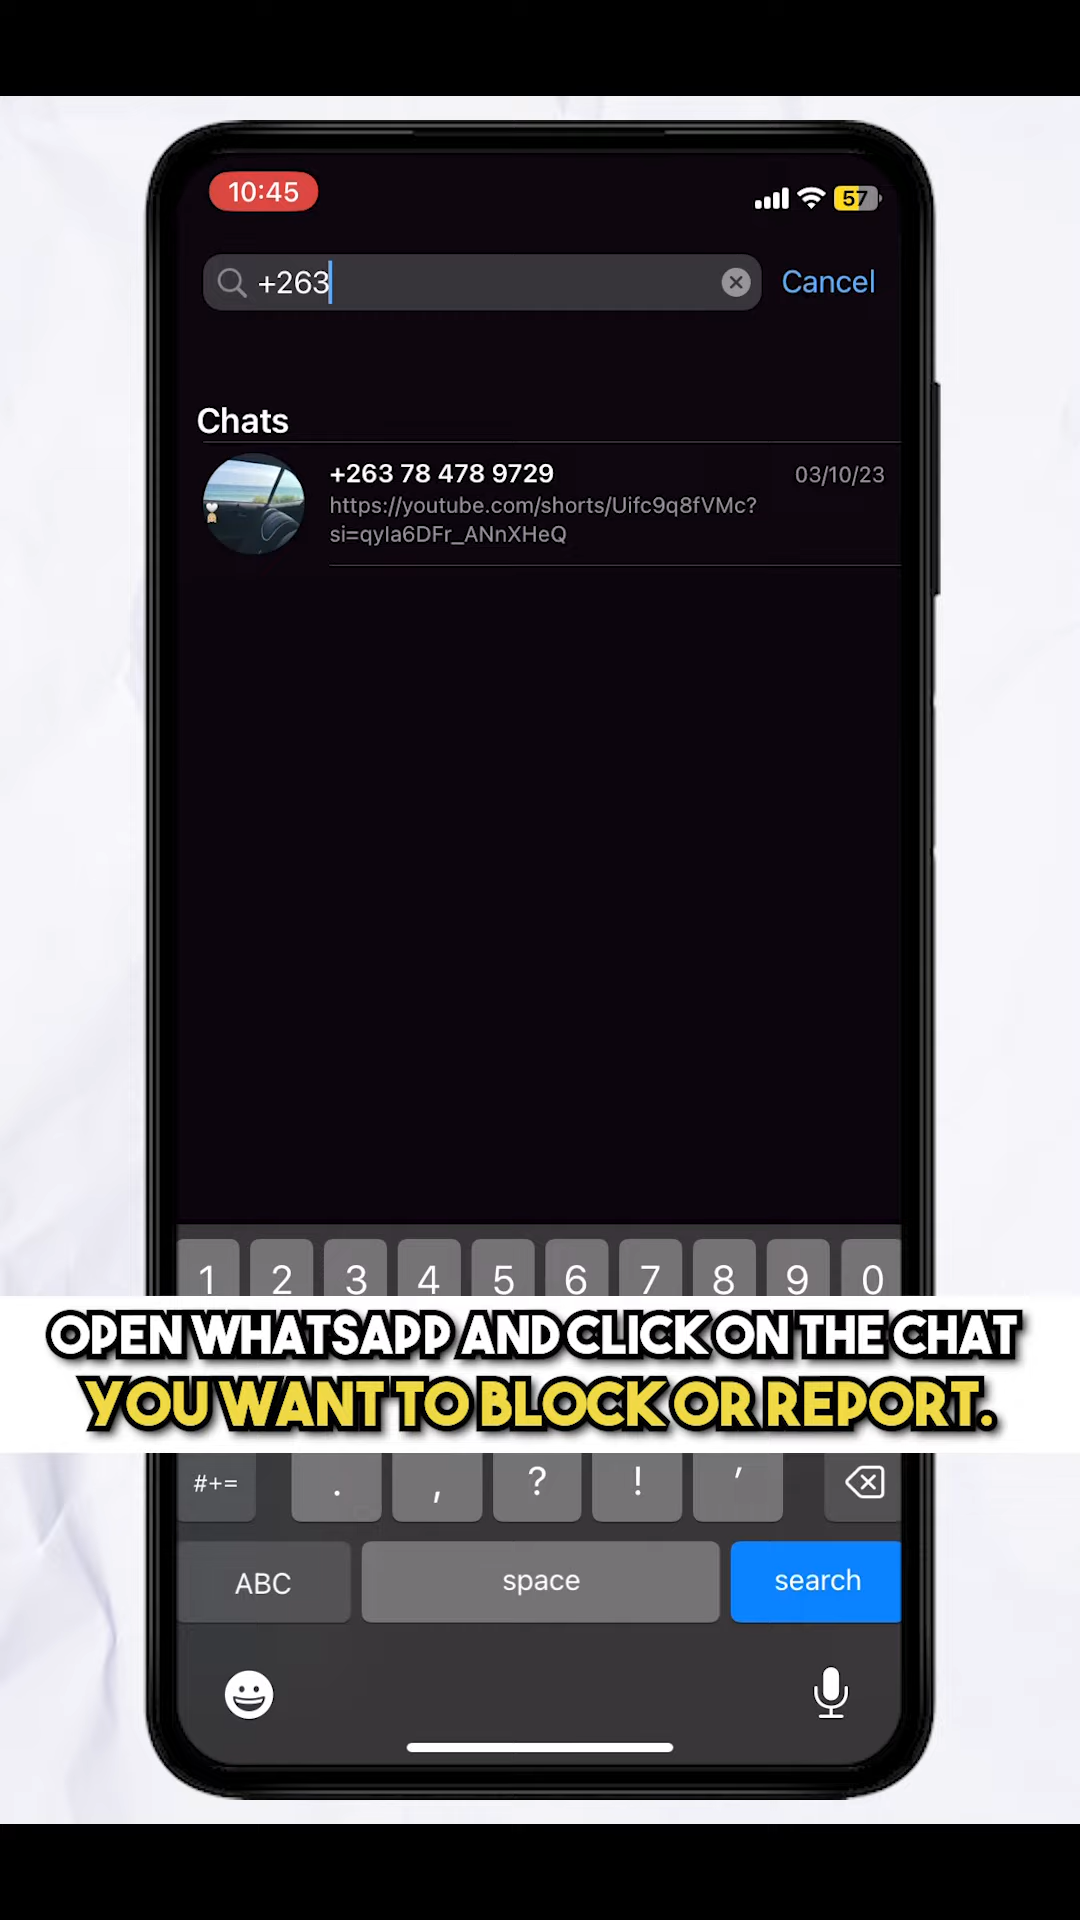 10:45
57
+263
Cancel
Chats
+263 78 478 9729
03/10/23
https://youtube.com/shorts/Uifc9q8fVMc?
si=qyla6DFr_ANnXHeQ
1 2 3 4 5 6 7 8 9 0
OPEN WHATSAPP AND CLICK ON THE CHAT
YOU WANT TO BLOCK OR REPORT.
#+= . , ? ! ’
ABC space search